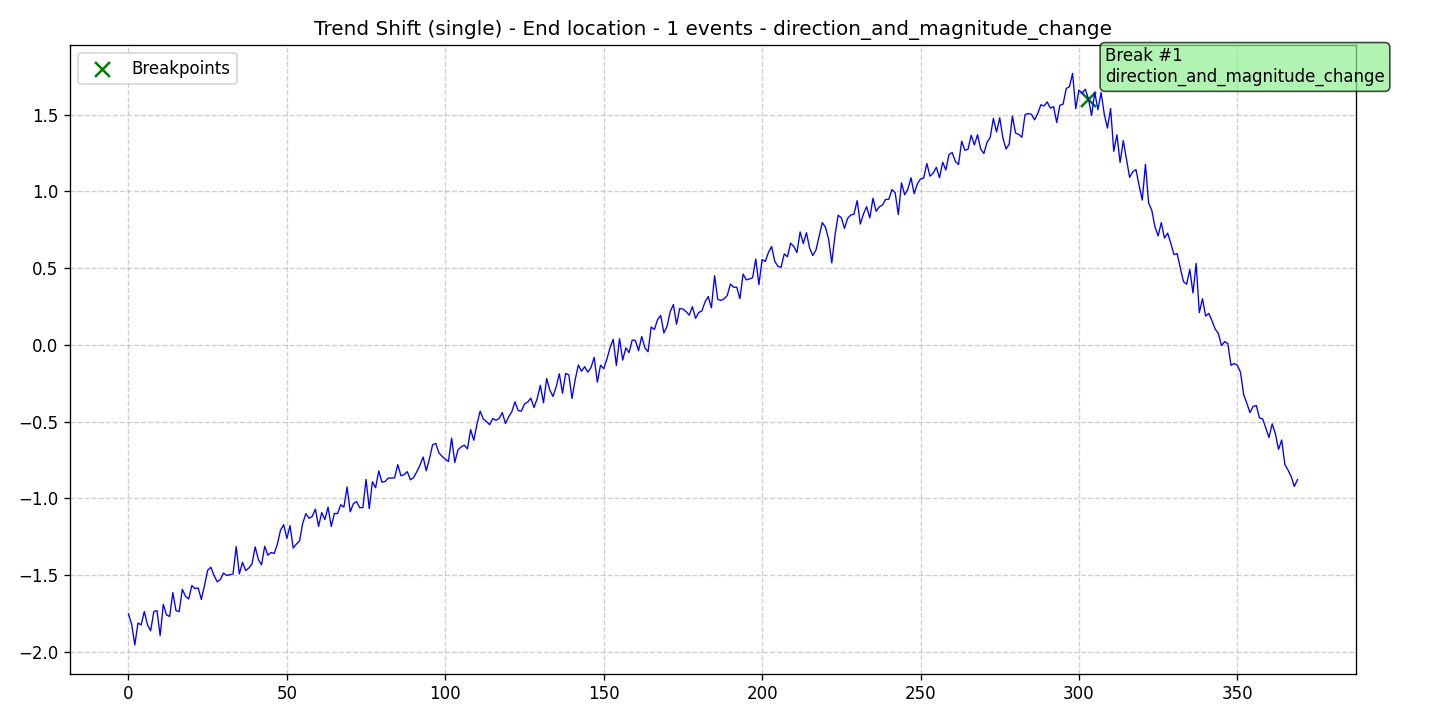 Trend Shift (single) - End location - 1 events - direction_and_magnitude_change
Breakpoints
Break #1
direction_and_magnitude_change
1.5
1.0
0.5
0.0
−0.5
−1.0
−1.5
−2.0
0 50 100 150 200 250 300 350